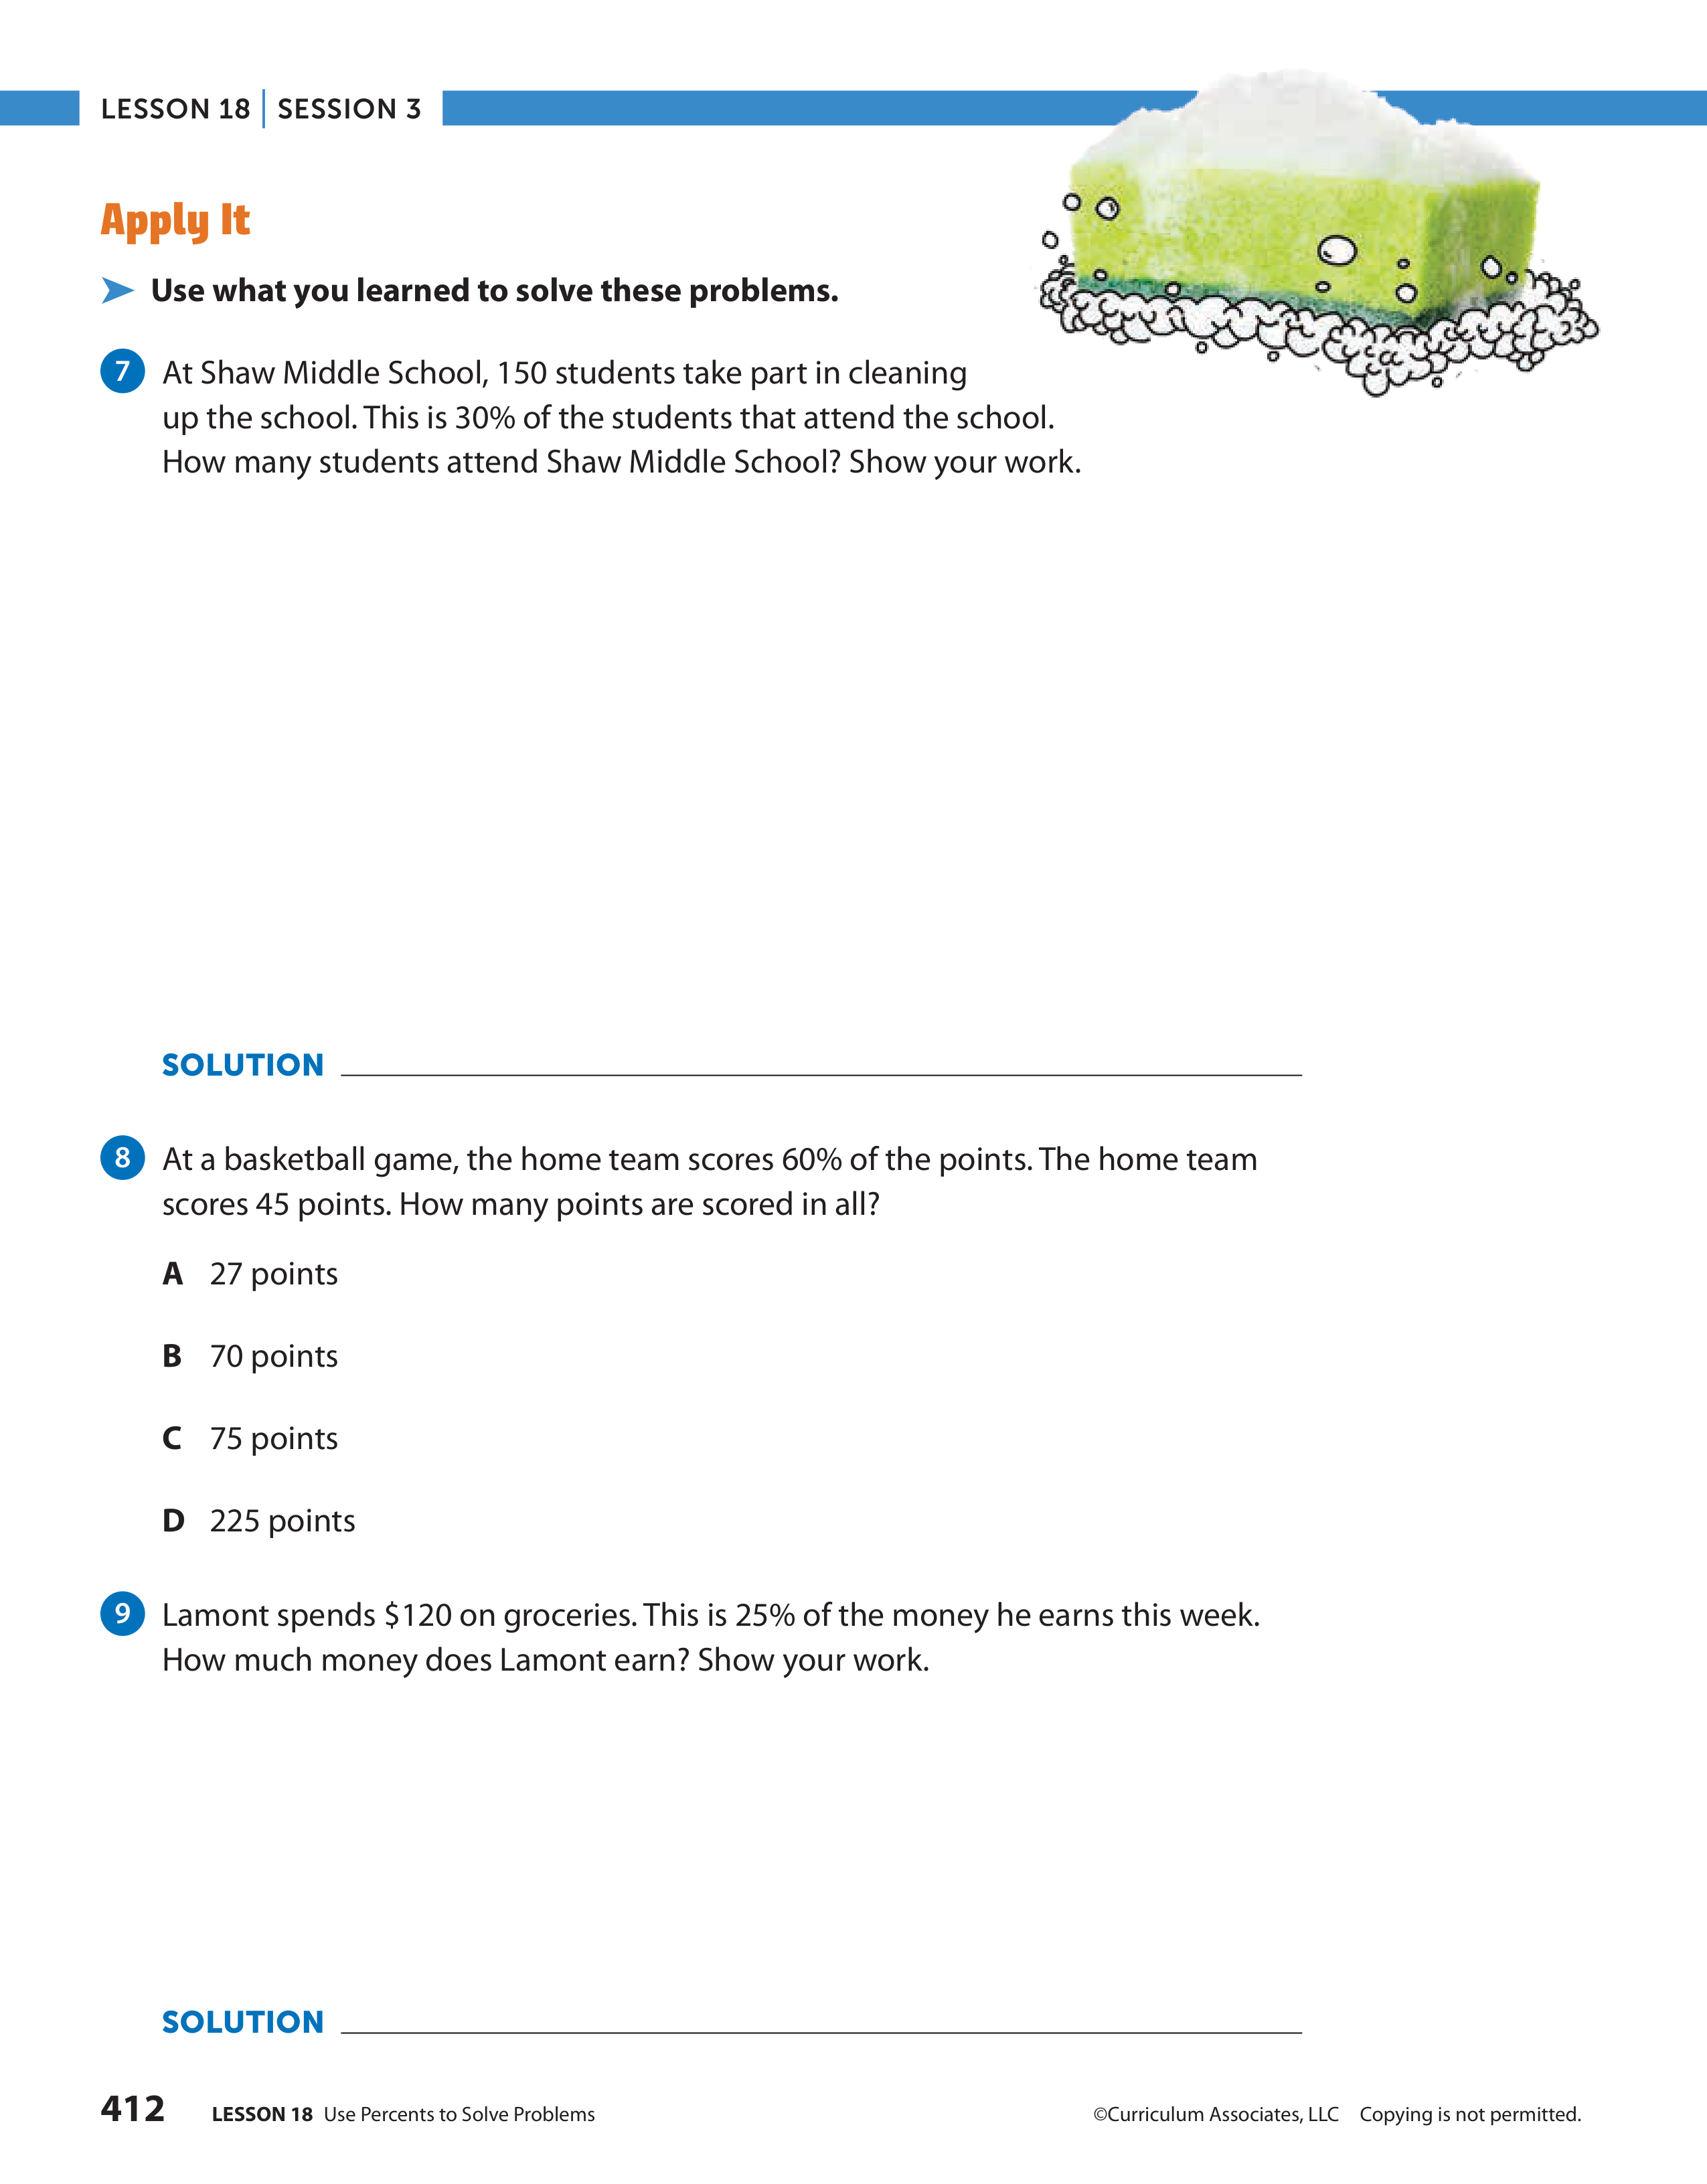 LESSON 18 | SESSION 3
Apply It
Use what you learned to solve these problems.
7 At Shaw Middle School, 150 students take part in cleaning
up the school. This is 30% of the students that attend the school.
How many students attend Shaw Middle School? Show your work.
SOLUTION
8 At a basketball game, the home team scores 60% of the points. The home team
scores 45 points. How many points are scored in all?
A 27 points
B 70 points
C 75 points
D 225 points
9 Lamont spends $120 on groceries. This is 25% of the money he earns this week.
How much money does Lamont earn? Show your work.
SOLUTION
412 LESSON 18 Use Percents to Solve Problems ©Curriculum Associates, LLC Copying is not permitted.